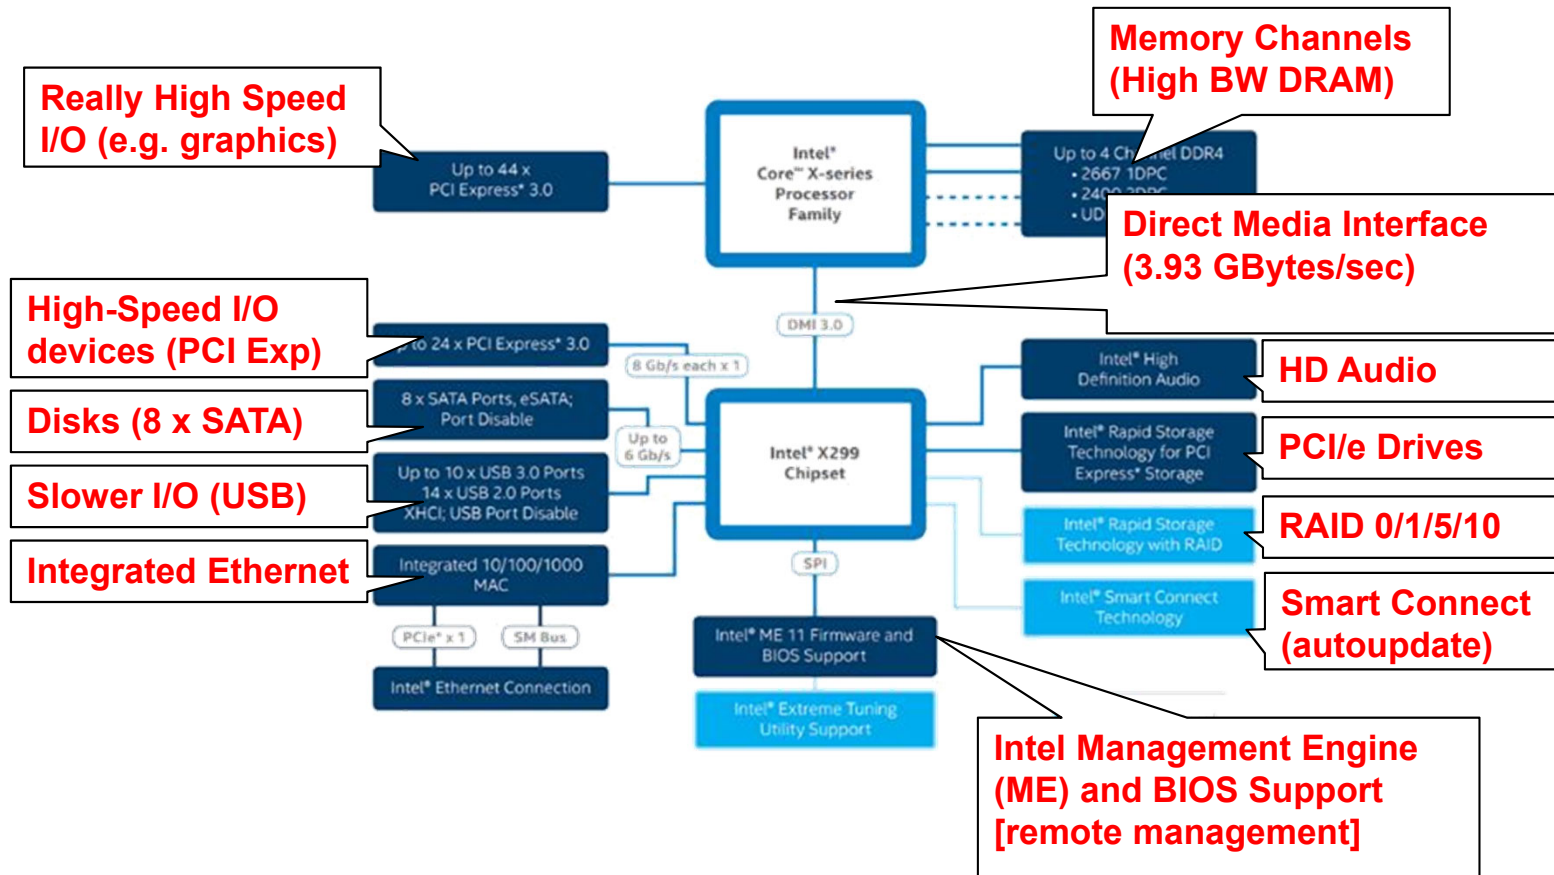 Memory Channels
(High BW DRAM)
Really High Speed
I/O (e.g. graphics)
Up to 44 x
PCI Express* 3.0
Intel®
Core™ X-series
Processor
Family
Up to 4 Channel DDR4
• 2667 1DPC
• 2400 2DPC
• UD
Direct Media Interface
(3.93 GBytes/sec)
DMI 3.0
High-Speed I/O
devices (PCI Exp)
to 24 x PCI Express* 3.0
8 Gb/s each x 1
Disks (8 x SATA)
8 x SATA Ports, eSATA;
Port Disable
Up to
6 Gb/s
Slower I/O (USB)
Up to 10 x USB 3.0 Ports
14 x USB 2.0 Ports
XHCI; USB Port Disable
Integrated Ethernet
Integrated 10/100/1000
MAC
PCIe* x 1
SM Bus
Intel® Ethernet Connection
Intel® X299
Chipset
SPI
Intel® ME 11 Firmware and
BIOS Support
Intel® Extreme Tuning
Utility Support
Intel® High
Definition Audio
HD Audio
Intel® Rapid Storage
Technology for PCI
Express* Storage
PCI/e Drives
Intel® Rapid Storage
Technology with RAID
RAID 0/1/5/10
Intel® Smart Connect
Technology
Smart Connect
(autoupdate)
Intel Management Engine
(ME) and BIOS Support
[remote management]